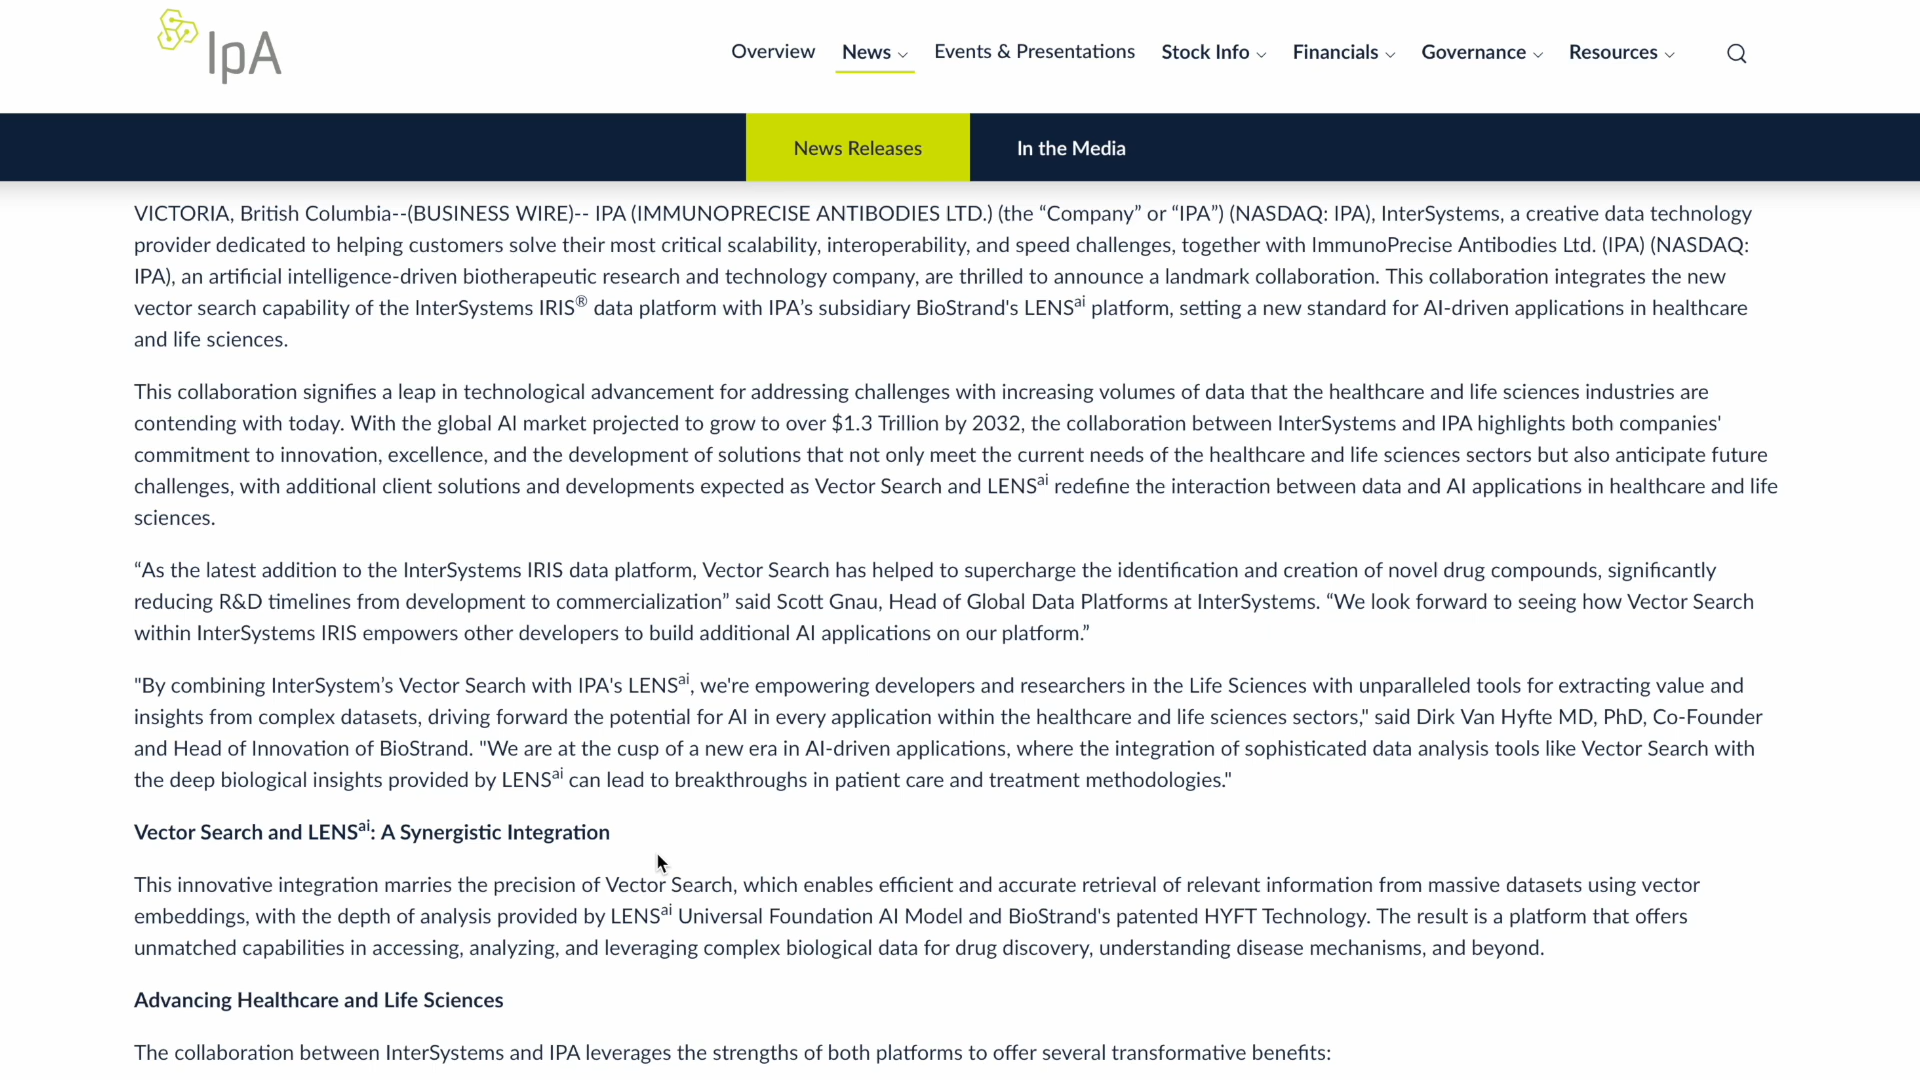 IpA
Overview News Events & Presentations Stock Info Financials Governance Resources
News Releases In the Media
VICTORIA, British Columbia--(BUSINESS WIRE)-- IPA (IMMUNOPRECISE ANTIBODIES LTD.) (the “Company” or “IPA”) (NASDAQ: IPA), InterSystems, a creative data technology
provider dedicated to helping customers solve their most critical scalability, interoperability, and speed challenges, together with ImmunoPrecise Antibodies Ltd. (IPA) (NASDAQ:
IPA), an artificial intelligence-driven biotherapeutic research and technology company, are thrilled to announce a landmark collaboration. This collaboration integrates the new
vector search capability of the InterSystems IRIS® data platform with IPA’s subsidiary BioStrand's LENSai platform, setting a new standard for AI-driven applications in healthcare
and life sciences.
This collaboration signifies a leap in technological advancement for addressing challenges with increasing volumes of data that the healthcare and life sciences industries are
contending with today. With the global AI market projected to grow to over $1.3 Trillion by 2032, the collaboration between InterSystems and IPA highlights both companies'
commitment to innovation, excellence, and the development of solutions that not only meet the current needs of the healthcare and life sciences sectors but also anticipate future
challenges, with additional client solutions and developments expected as Vector Search and LENSai redefine the interaction between data and AI applications in healthcare and life
sciences.
“As the latest addition to the InterSystems IRIS data platform, Vector Search has helped to supercharge the identification and creation of novel drug compounds, significantly
reducing R&D timelines from development to commercialization” said Scott Gnau, Head of Global Data Platforms at InterSystems. “We look forward to seeing how Vector Search
within InterSystems IRIS empowers other developers to build additional AI applications on our platform.”
"By combining InterSystem’s Vector Search with IPA's LENSai, we're empowering developers and researchers in the Life Sciences with unparalleled tools for extracting value and
insights from complex datasets, driving forward the potential for AI in every application within the healthcare and life sciences sectors," said Dirk Van Hyfte MD, PhD, Co-Founder
and Head of Innovation of BioStrand. "We are at the cusp of a new era in AI-driven applications, where the integration of sophisticated data analysis tools like Vector Search with
the deep biological insights provided by LENSai can lead to breakthroughs in patient care and treatment methodologies."
Vector Search and LENSai: A Synergistic Integration
This innovative integration marries the precision of Vector Search, which enables efficient and accurate retrieval of relevant information from massive datasets using vector
embeddings, with the depth of analysis provided by LENSai Universal Foundation AI Model and BioStrand's patented HYFT Technology. The result is a platform that offers
unmatched capabilities in accessing, analyzing, and leveraging complex biological data for drug discovery, understanding disease mechanisms, and beyond.
Advancing Healthcare and Life Sciences
The collaboration between InterSystems and IPA leverages the strengths of both platforms to offer several transformative benefits: